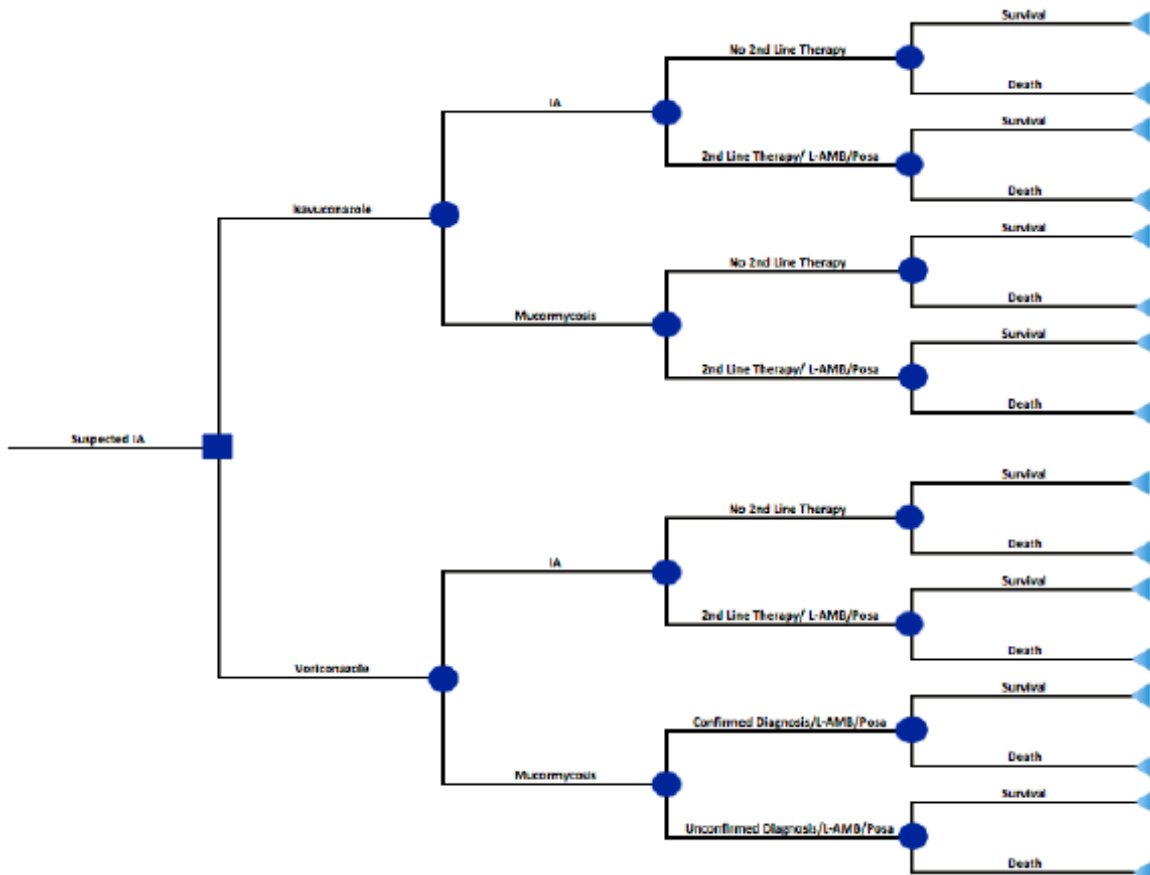 Survival
No 2nd Line Therapy
Death
IA
Survival
2nd Line Therapy/ L-AMB/Posa
Death
Isavuconazole
Survival
No 2nd Line Therapy
Death
Mucormycosis
Survival
2nd Line Therapy/ L-AMB/Posa
Death
Suspected IA
Survival
No 2nd Line Therapy
Death
IA
Survival
2nd Line Therapy/ L-AMB/Posa
Death
Voriconazole
Survival
Confirmed Diagnosis/L-AMB/Posa
Death
Mucormycosis
Survival
Unconfirmed Diagnosis/L-AMB/Posa
Death